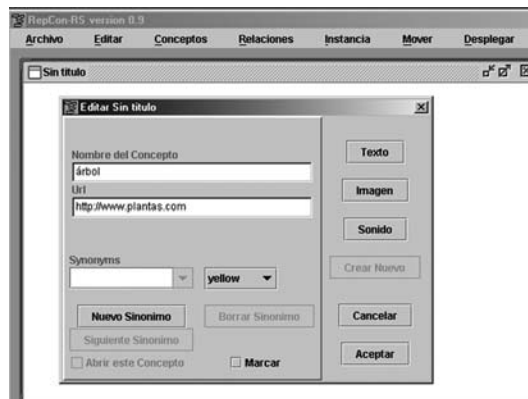 RepCon-RS version 0.9
Archivo Editar Conceptos Relaciones Instancia Mover Desplegar
Sin titulo
Editar Sin titulo
Nombre del Concepto
árbol
Url
http://www.plantas.com
Synonyms
yellow
Nuevo Sinonimo Borrar Sinonimo
Siguiente Sinonimo
Abrir este Concepto Marcar
Texto
Imagen
Sonido
Crear Nuevo
Cancelar
Aceptar